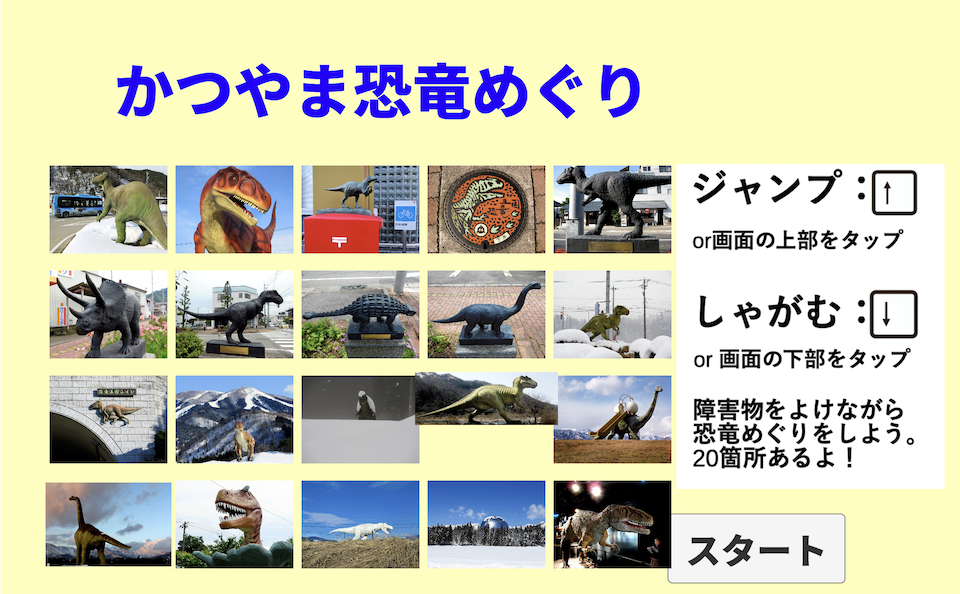 かつやま恐竜めぐり
ジャンプ：↑
or画面の上部をタップ
しゃがむ：↓
or 画面の下部をタップ
障害物をよけながら
恐竜めぐりをしよう。
20箇所あるよ！
スタート